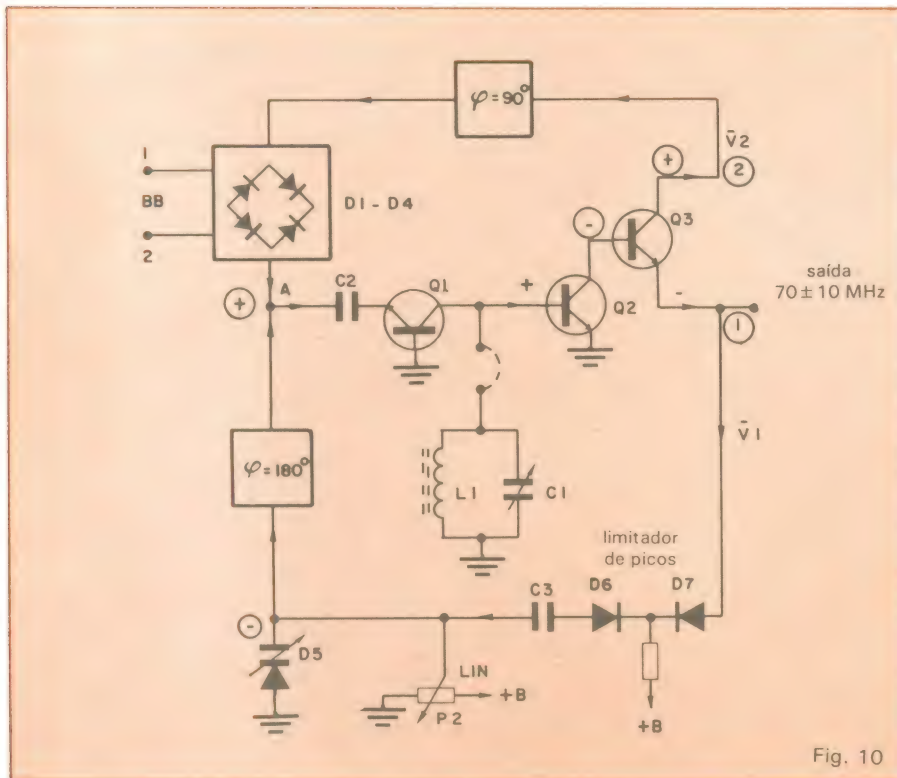 φ=90°
V̄2
+
2
1
BB
2
D1-D4
Q3
-
+
A
C2
Q1
+
Q2
-
saída
70±10 MHz
1
φ=180°
L1
C1
V̄1
limitador
de picos
C3
D6
D7
-
D5
LIN
+B
P2
+B
Fig. 10